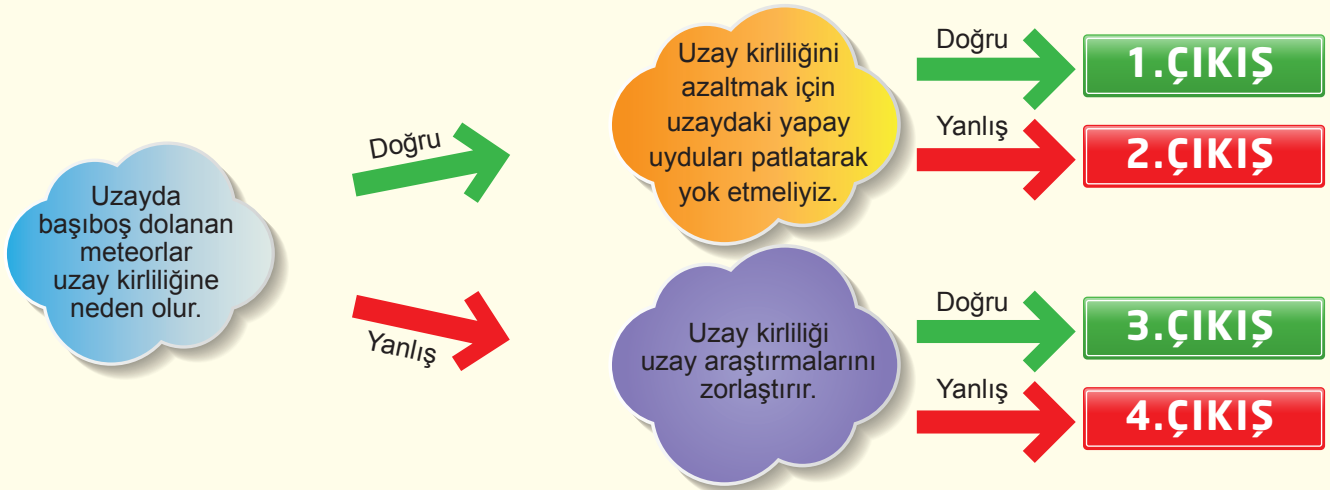 Uzayda
başıboş dolanan
meteorlar
uzay kirliliğine
neden olur.
Doğru
Yanlış
Uzay kirliliğini
azaltmak için
uzaydaki yapay
uyduları patlatarak
yok etmeliyiz.
Doğru
1.ÇIKIŞ
Yanlış
2.ÇIKIŞ
Uzay kirliliği
uzay araştırmalarını
zorlaştırır.
Doğru
3.ÇIKIŞ
Yanlış
4.ÇIKIŞ